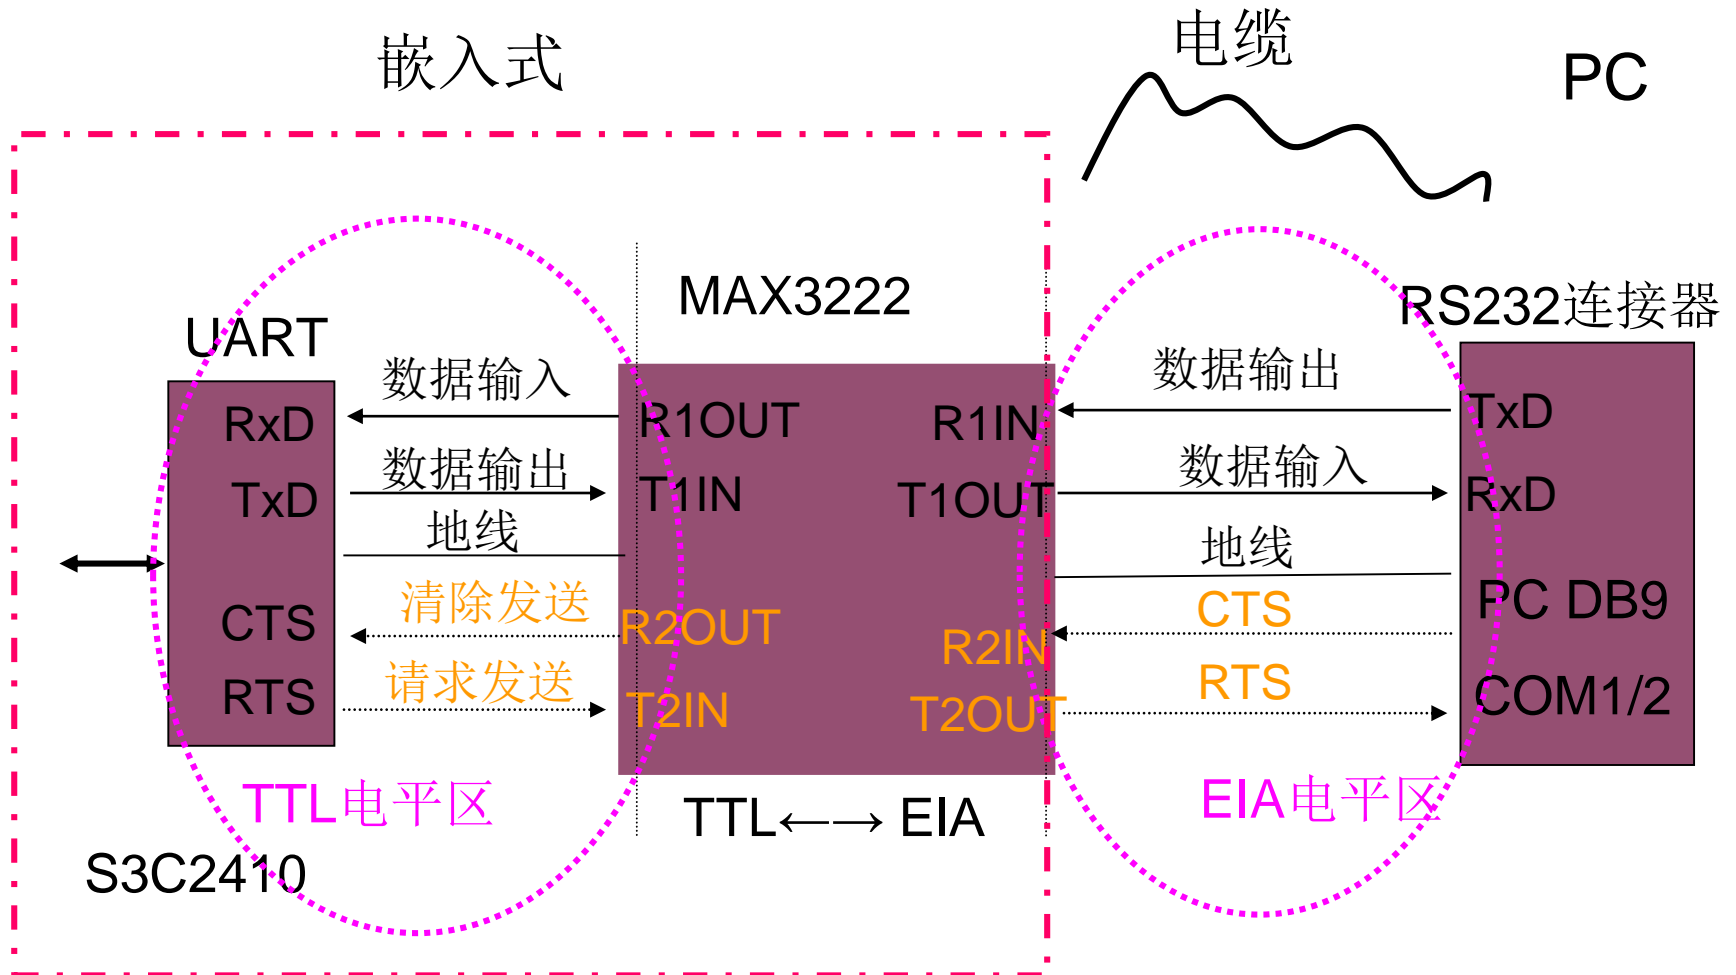 嵌入式
电缆
PC
MAX3222
RS232连接器
UART
数据输入
数据输出
RxD
R1OUT
R1IN
TxD
数据输出
数据输入
TxD
T1IN
T1OUT
RxD
地线
地线
清除发送
CTS
CTS
R2OUT
R2IN
PC DB9
请求发送
RTS
RTS
T2IN
T2OUT
COM1/2
TTL电平区
EIA电平区
TTL←→ EIA
S3C2410